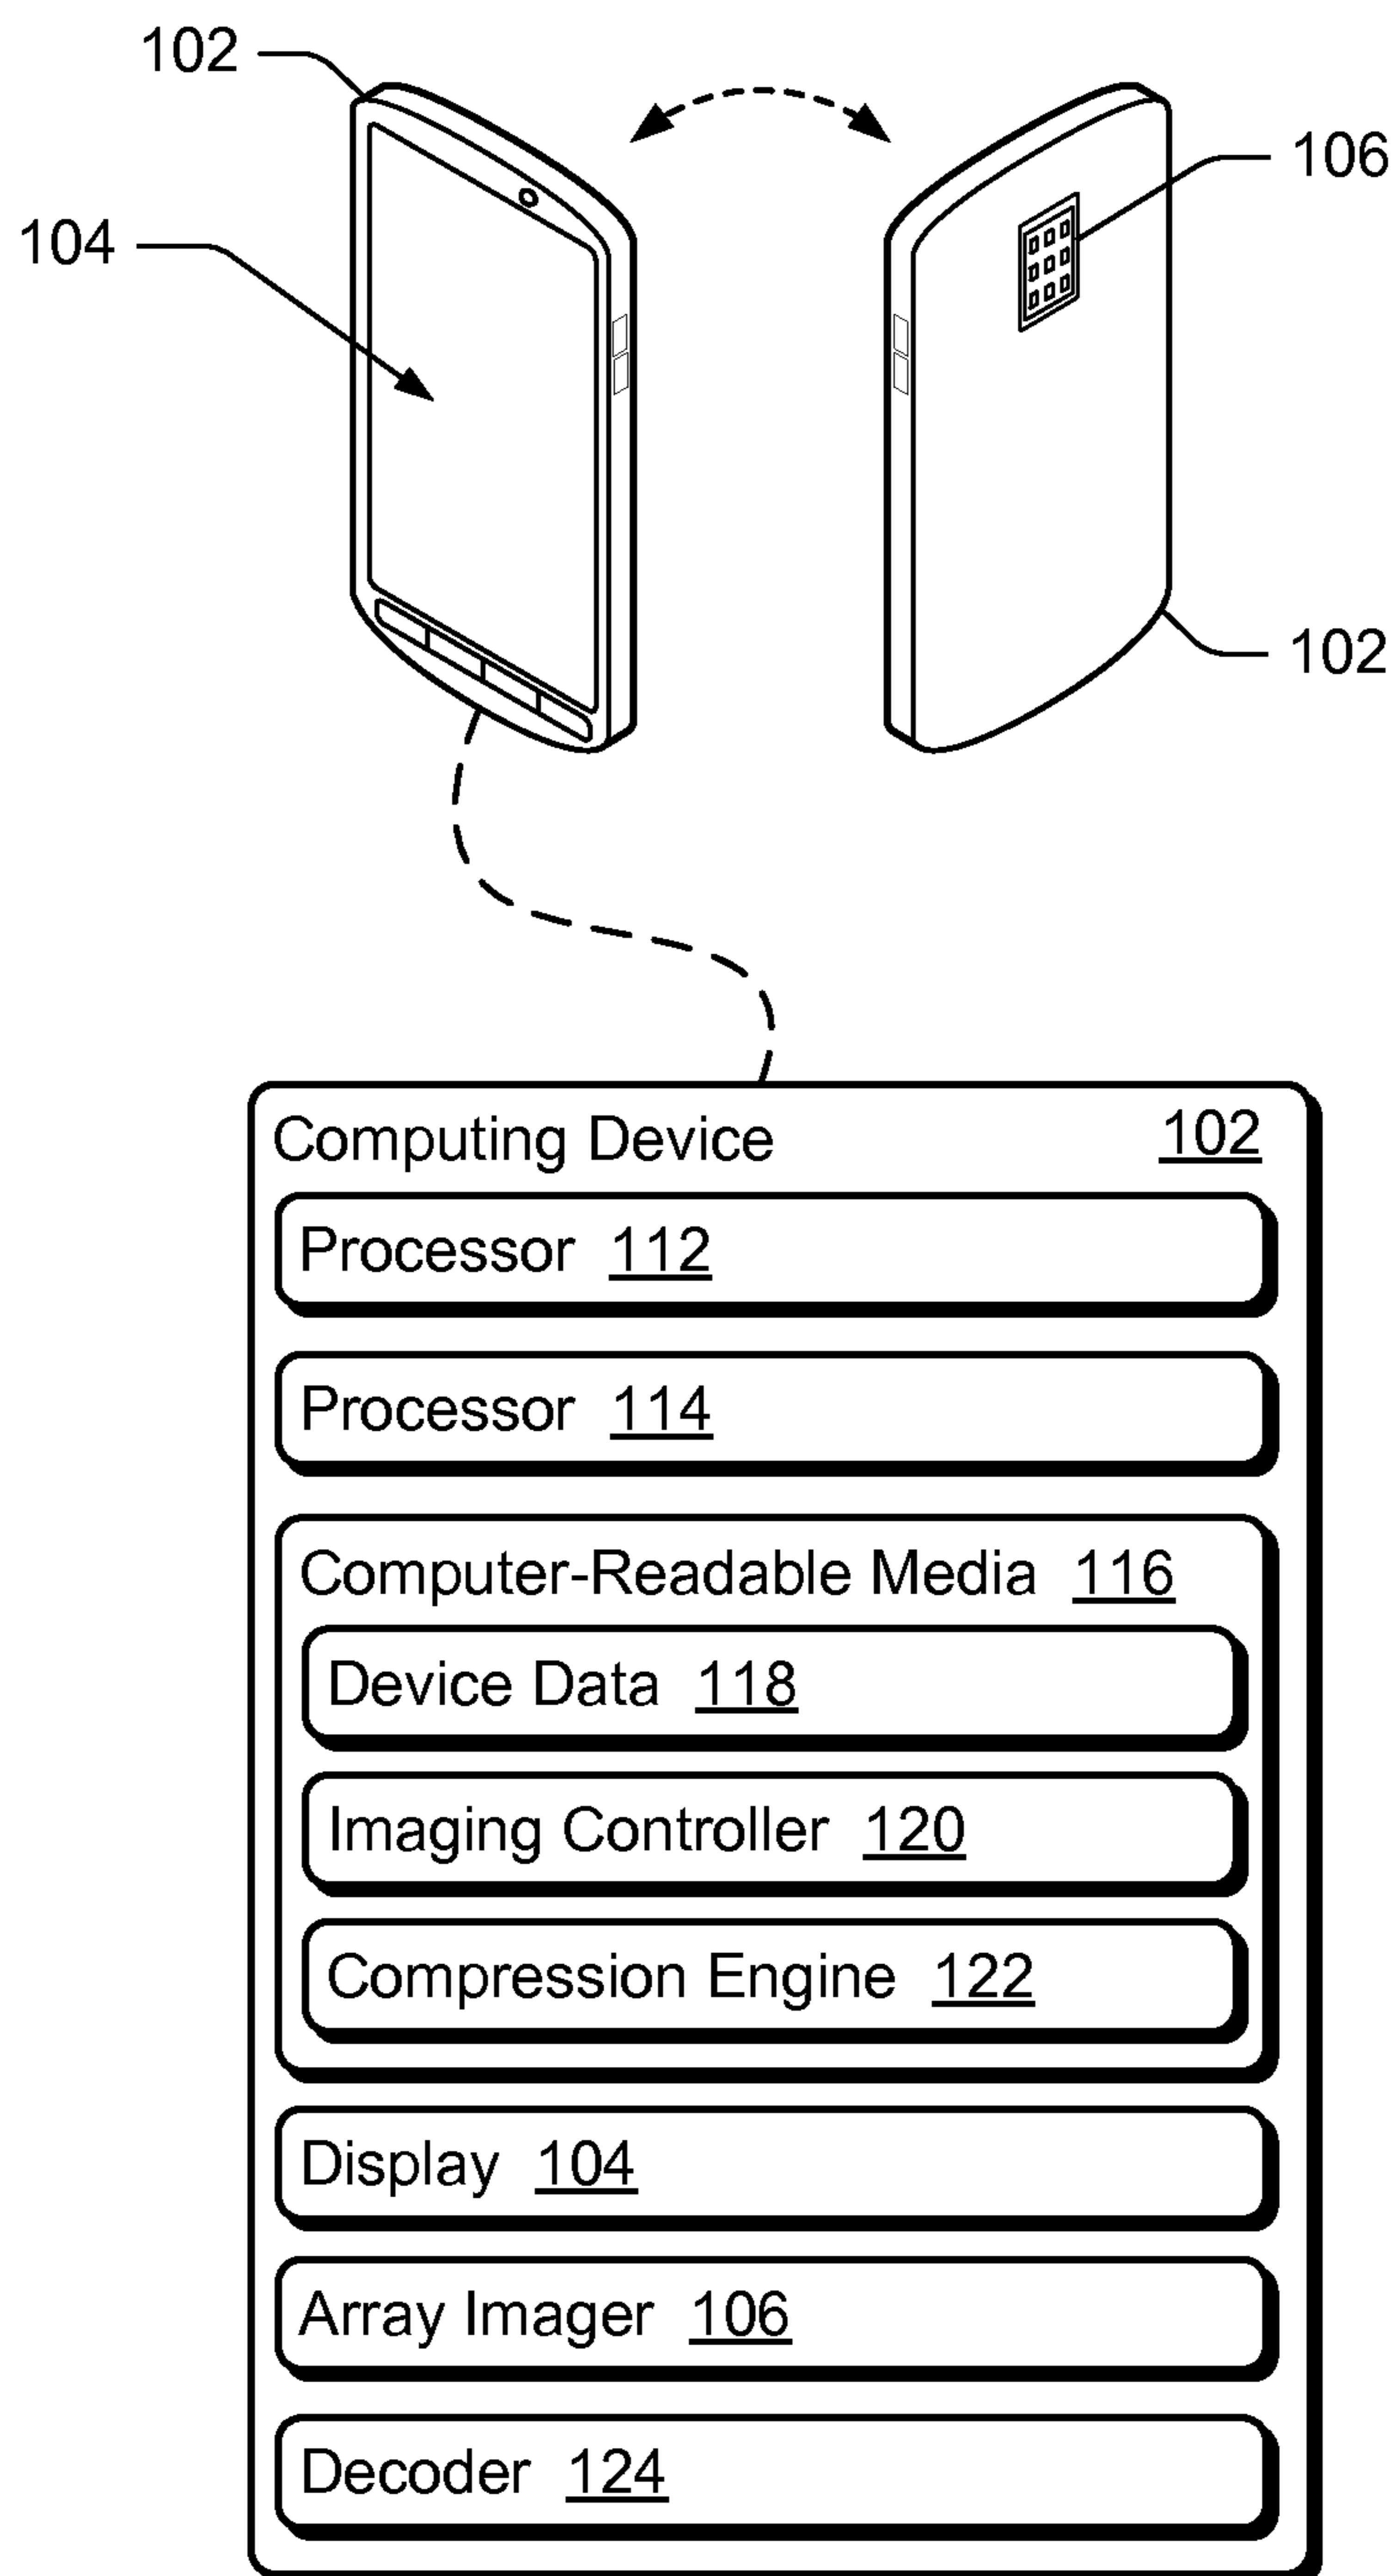 102
106
104
102
Computing Device 102
Processor 112
Processor 114
Computer-Readable Media 116
Device Data 118
Imaging Controller 120
Compression Engine 122
Display 104
Array Imager 106
Decoder 124